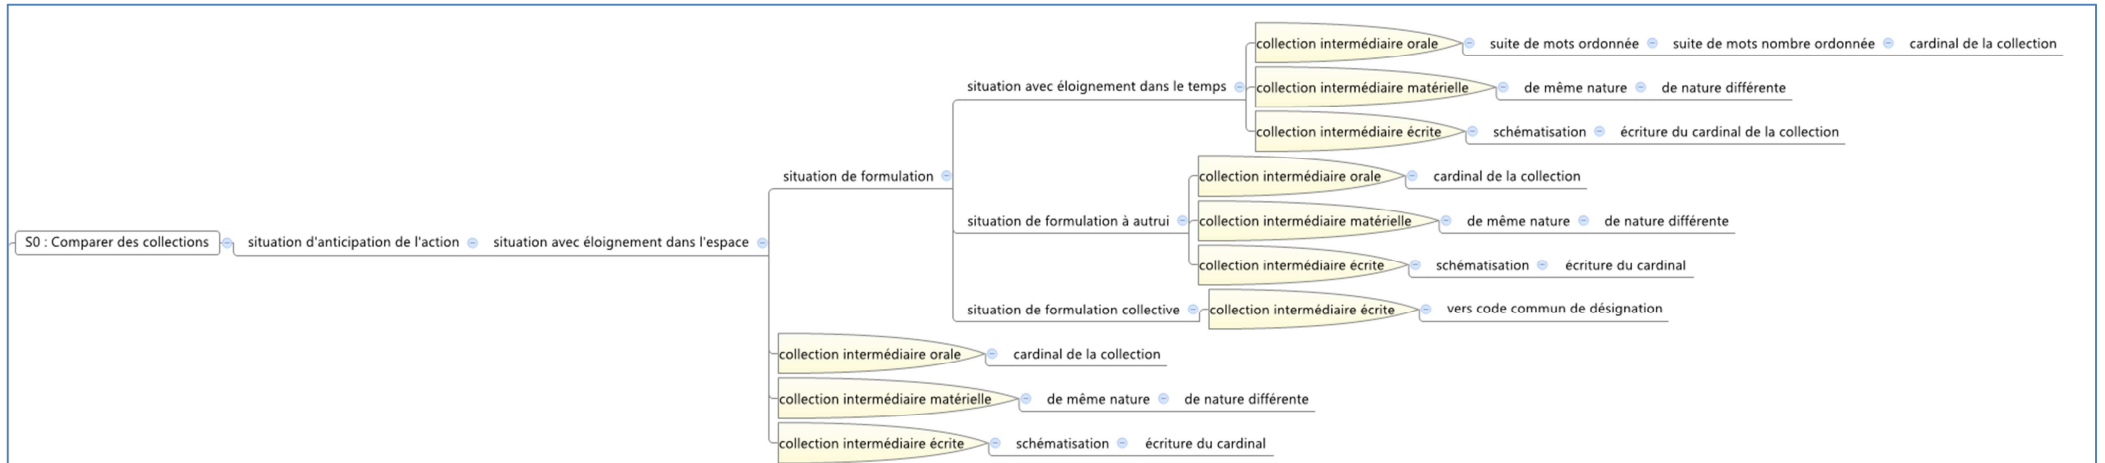 collection intermédiaire orale suite de mots ordonnée suite de mots nombre ordonnée cardinal de la collection
situation avec éloignement dans le temps collection intermédiaire matérielle de même nature de nature différente
collection intermédiaire écrite schématisation écriture du cardinal de la collection
situation de formulation collection intermédiaire orale cardinal de la collection
situation de formulation à autrui collection intermédiaire matérielle de même nature de nature différente
S0 : Comparer des collections situation d'anticipation de l'action situation avec éloignement dans l'espace
collection intermédiaire écrite schématisation écriture du cardinal
situation de formulation collective collection intermédiaire écrite vers code commun de désignation
collection intermédiaire orale cardinal de la collection
collection intermédiaire matérielle de même nature de nature différente
collection intermédiaire écrite schématisation écriture du cardinal